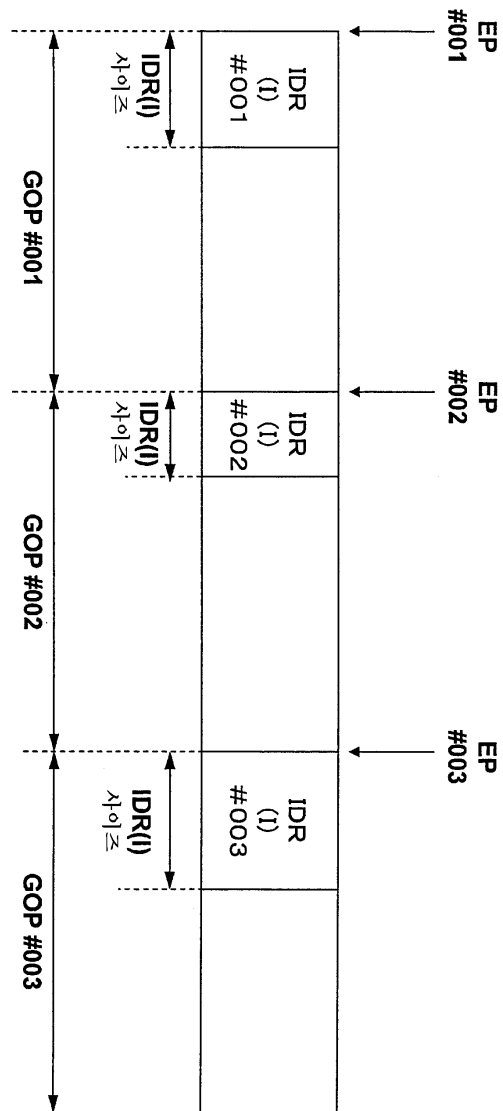 EP
#001
EP
#002
EP
#003
IDR
(I)
#001
IDR
(I)
#002
IDR
(I)
#003
IDR(I)
사이즈
IDR(I)
사이즈
IDR(I)
사이즈
GOP #001
GOP #002
GOP #003